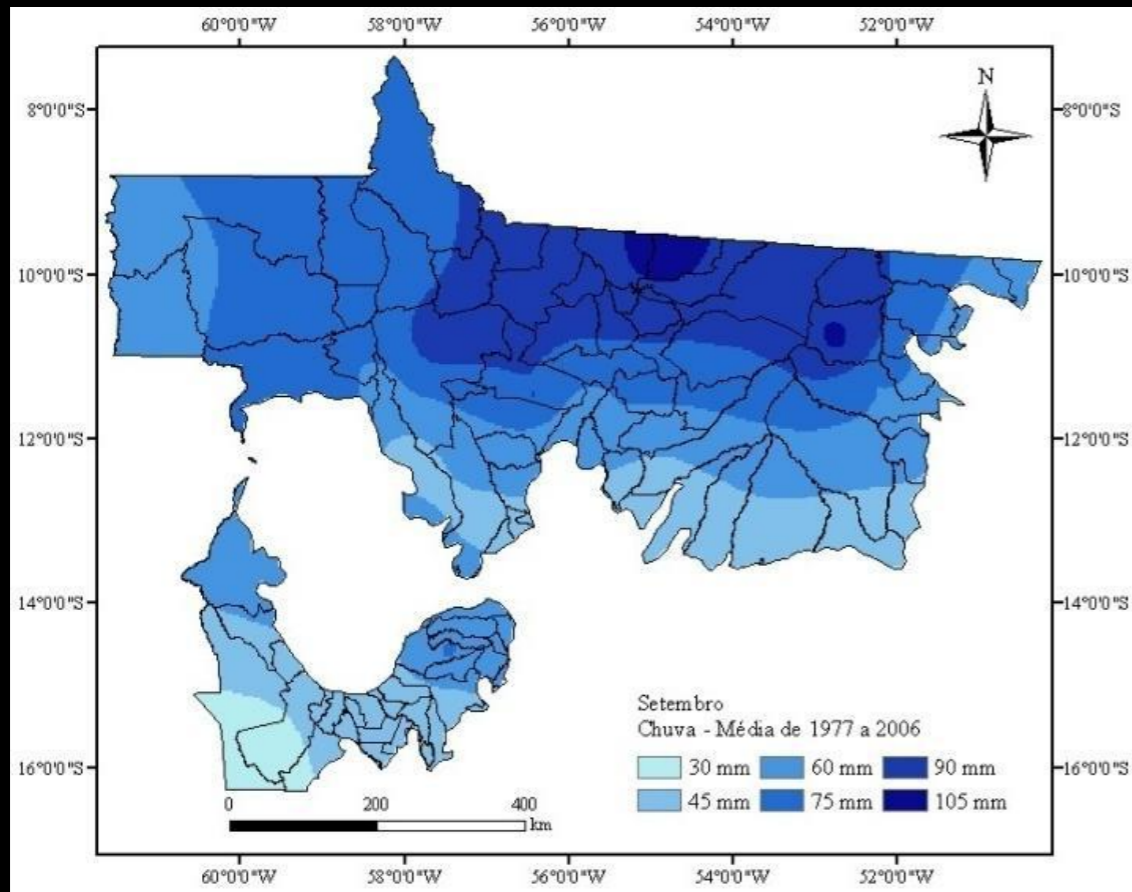 60°0'0"W 58°0'0"W 56°0'0"W 54°0'0"W 52°0'0"W
N
8°0'0"S 8°0'0"S
10°0'0"S 10°0'0"S
12°0'0"S 12°0'0"S
14°0'0"S 14°0'0"S
Setembro
Chuva - Média de 1977 a 2006
30 mm 60 mm 90 mm
45 mm 75 mm 105 mm
16°0'0"S 16°0'0"S
0 200 400
km
60°0'0"W 58°0'0"W 56°0'0"W 54°0'0"W 52°0'0"W